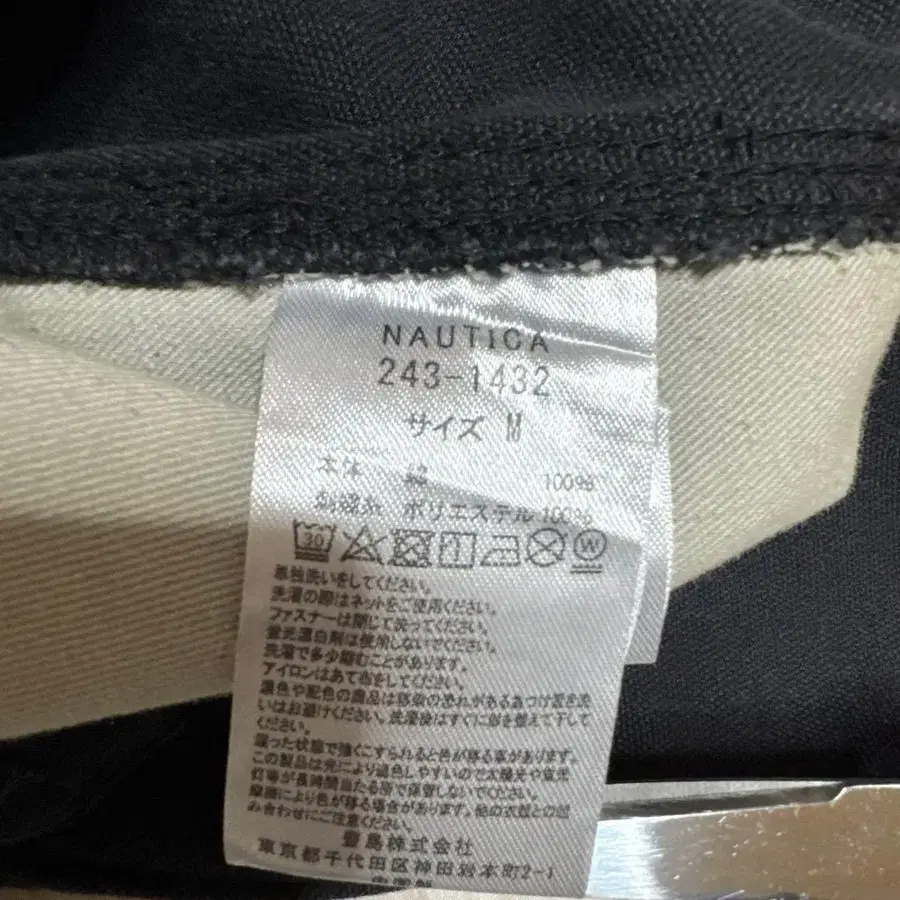 NAUTICA
243-1432
サイズ M
本体 綿 100%
刺繍糸 ポリエステル 100%
30
W
単独洗いをしてください。
洗濯の際はネットをご使用ください。
ファスナーは閉じて洗ってください。
蛍光漂白剤は使用しないでください。
洗濯で多少縮むことがあります。
アイロンはあて布をしてください。
濃色や配色の商品は移染の恐れがある為つけ置き洗
いはお避けください。洗濯後はすぐに形を整えて干して
ください。
湿った状態で強くこすられると色が移る事があります。
この製品は光により退色しやすいので太陽光や蛍光
灯等が長時間当たる所で保管しないでください。
摩擦により色が移る場合があります。他の衣類との組
み合わせにご注意ください。
豊島株式会社
東京都千代田区神田岩本町2-1